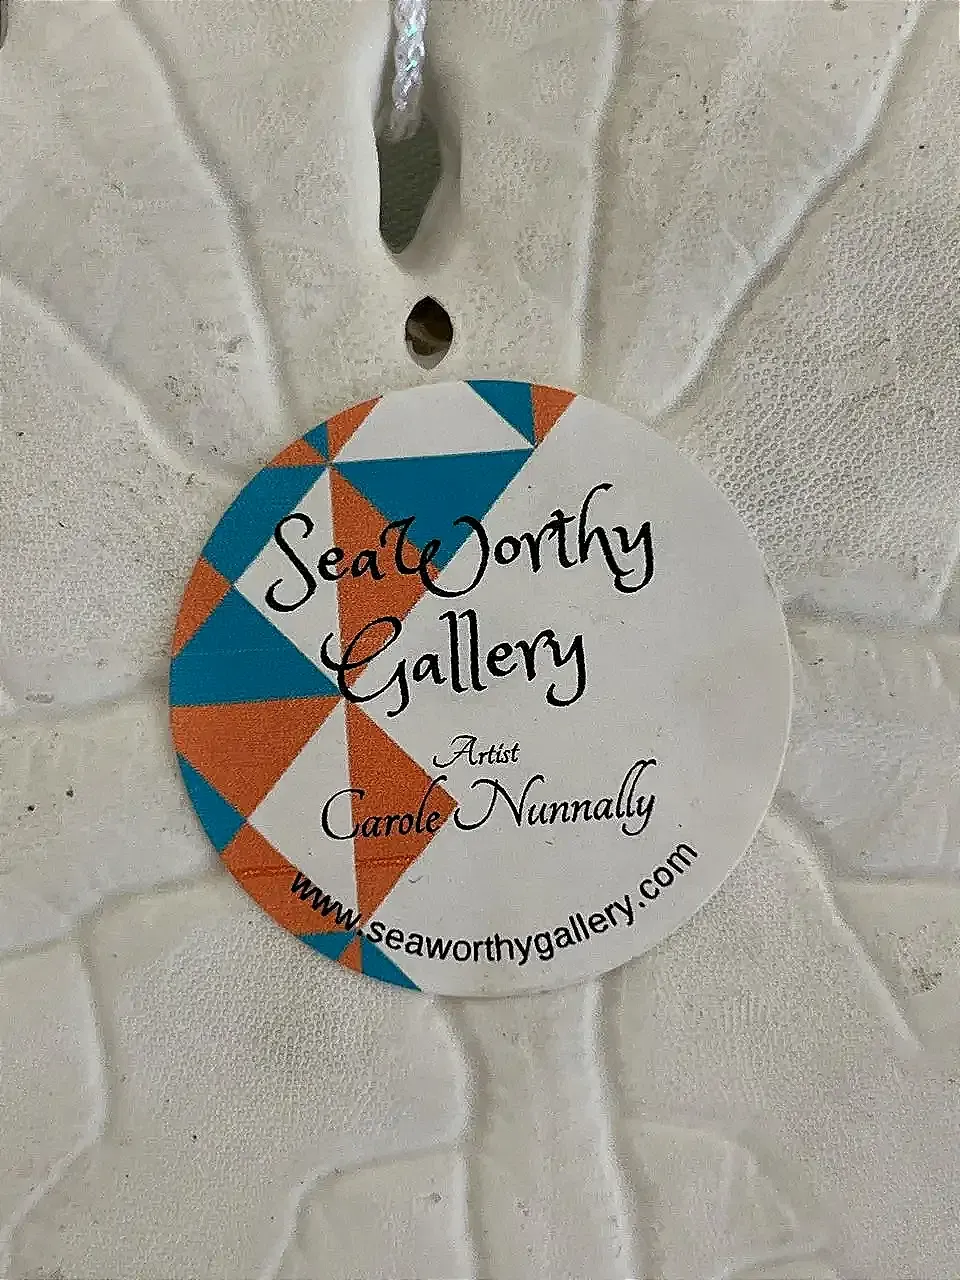 SeaWorthy
Gallery
Artist
Carole Nunnally
www.seaworthygallery.com